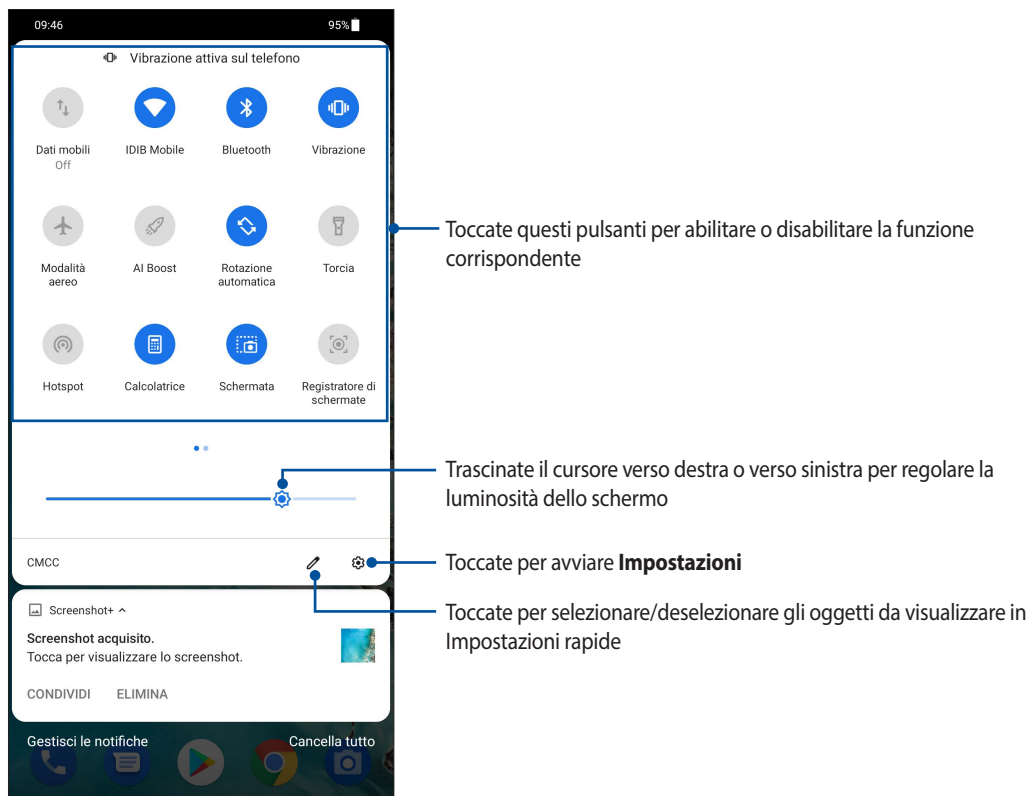 09:46
95%
Vibrazione attiva sul telefono
Dati mobili
Off
IDIB Mobile
Bluetooth
Vibrazione
Modalità
aereo
AI Boost
Rotazione
automatica
Torcia
Hotspot
Calcolatrice
Schermata
Registratore di
schermate
Toccate questi pulsanti per abilitare o disabilitare la funzione
corrispondente
Trascinate il cursore verso destra o verso sinistra per regolare la
luminosità dello schermo
CMCC
Toccate per avviare Impostazioni
Toccate per selezionare/deselezionare gli oggetti da visualizzare in
Impostazioni rapide
Screenshot+
Screenshot acquisito.
Tocca per visualizzare lo screenshot.
CONDIVIDI
ELIMINA
Gestisci le notifiche
Cancella tutto